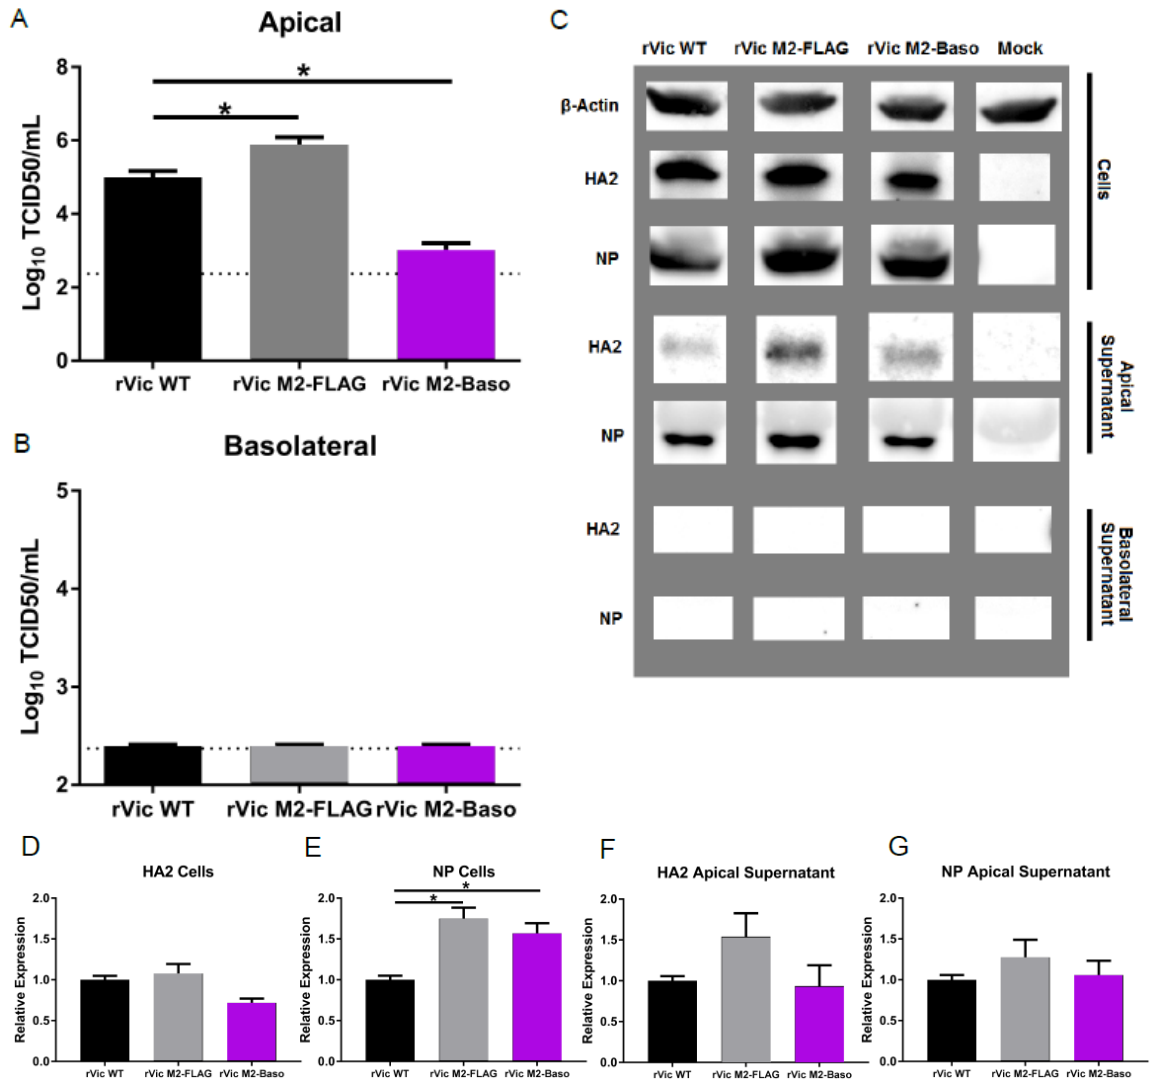 A
Apical
Log10 TCID50/mL
8
6
4
2
0
*
*
rVic WT
rVic M2-FLAG
rVic M2-Baso
B
Basolateral
Log10 TCID50/mL
5
4
3
2
rVic WT
rVic M2-FLAG
rVic M2-Baso
C
rVic WT
rVic M2-FLAG
rVic M2-Baso
Mock
β-Actin
HA2
NP
HA2
NP
HA2
NP
Cells
Apical
Supernatant
Basolateral
Supernatant
D
HA2 Cells
Relative Expression
2.0
1.5
1.0
0.5
0.0
rVic WT
rVic M2-FLAG
rVic M2-Baso
E
NP Cells
Relative Expression
2.0
1.5
1.0
0.5
0.0
*
*
rVic WT
rVic M2-FLAG
rVic M2-Baso
F
HA2 Apical Supernatant
Relative Expression
2.0
1.5
1.0
0.5
0.0
rVic WT
rVic M2-FLAG
rVic M2-Baso
G
NP Apical Supernatant
Relative Expression
2.0
1.5
1.0
0.5
0.0
rVic WT
rVic M2-FLAG
rVic M2-Baso